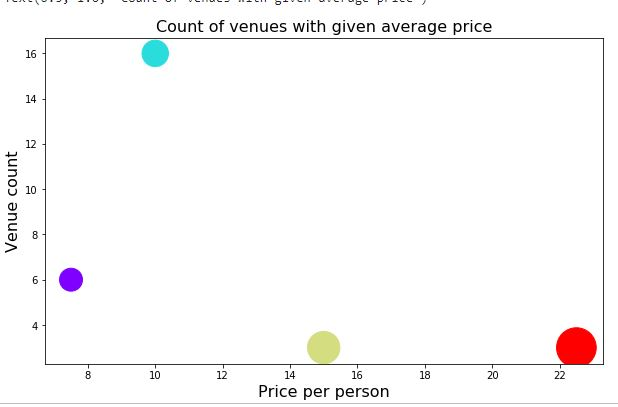 Count of venues with given average price
16
14
12
10
8
6
4
Venue count
8 10 12 14 16 18 20 22
Price per person